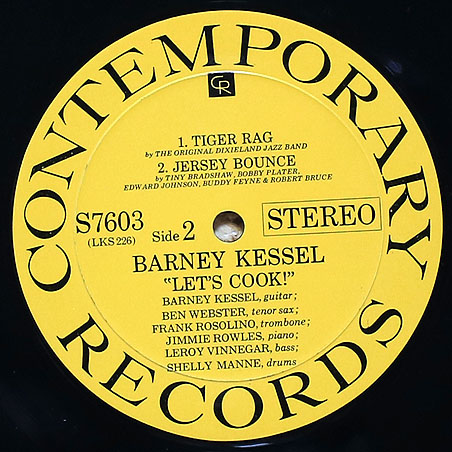 CONTEMPORARY RECORDS
CR
1. TIGER RAG
by THE ORIGINAL DIXIELAND JAZZ BAND
2. JERSEY BOUNCE
by TINY BRADSHAW, BOBBY PLATER,
EDWARD JOHNSON, BUDDY FEYNE & ROBERT BRUCE
S7603
(LKS 226)
Side 2
STEREO
BARNEY KESSEL
"LET'S COOK!"
BARNEY KESSEL, guitar;
BEN WEBSTER, tenor sax;
FRANK ROSOLINO, trombone;
JIMMIE ROWLES, piano;
LEROY VINNEGAR, bass;
SHELLY MANNE, drums